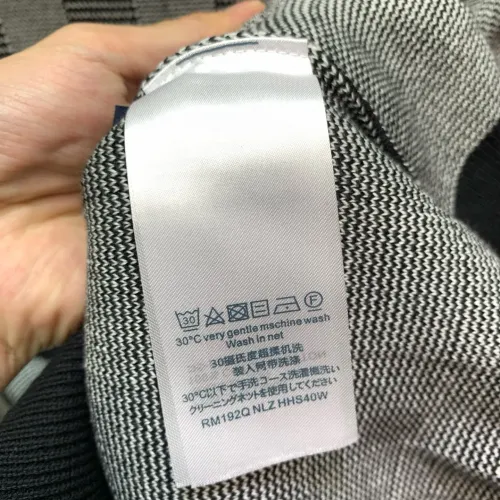 30
30°C very gentle machine wash
Wash in net
30摄氏度超揉机洗
装入网带洗涤
30℃以下で手洗コース洗濯機洗い
クリーニングネットを使用してください
RM192Q NLZ HHS40W